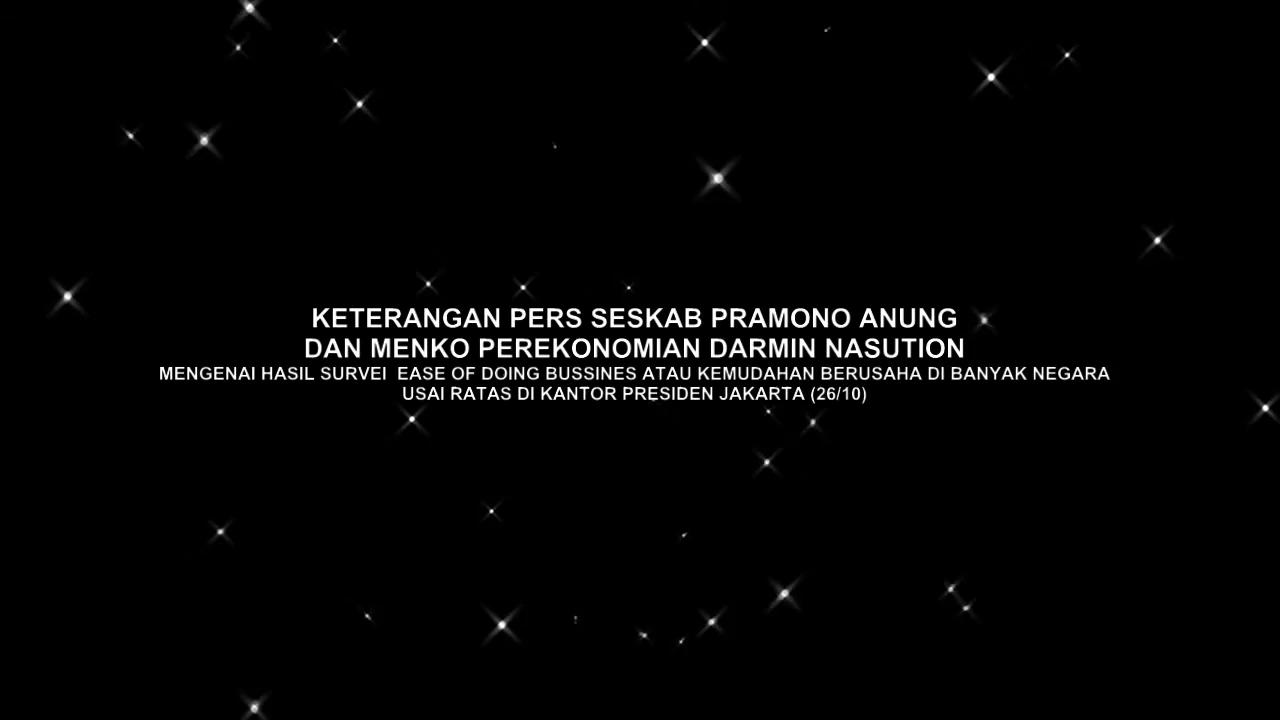 KETERANGAN PERS SESKAB PRAMONO ANUNG
DAN MENKO PEREKONOMIAN DARMIN NASUTION
MENGENAI HASIL SURVEI  EASE OF DOING BUSSINES ATAU KEMUDAHAN BERUSAHA DI BANYAK NEGARA
USAI RATAS DI KANTOR PRESIDEN JAKARTA (26/10)